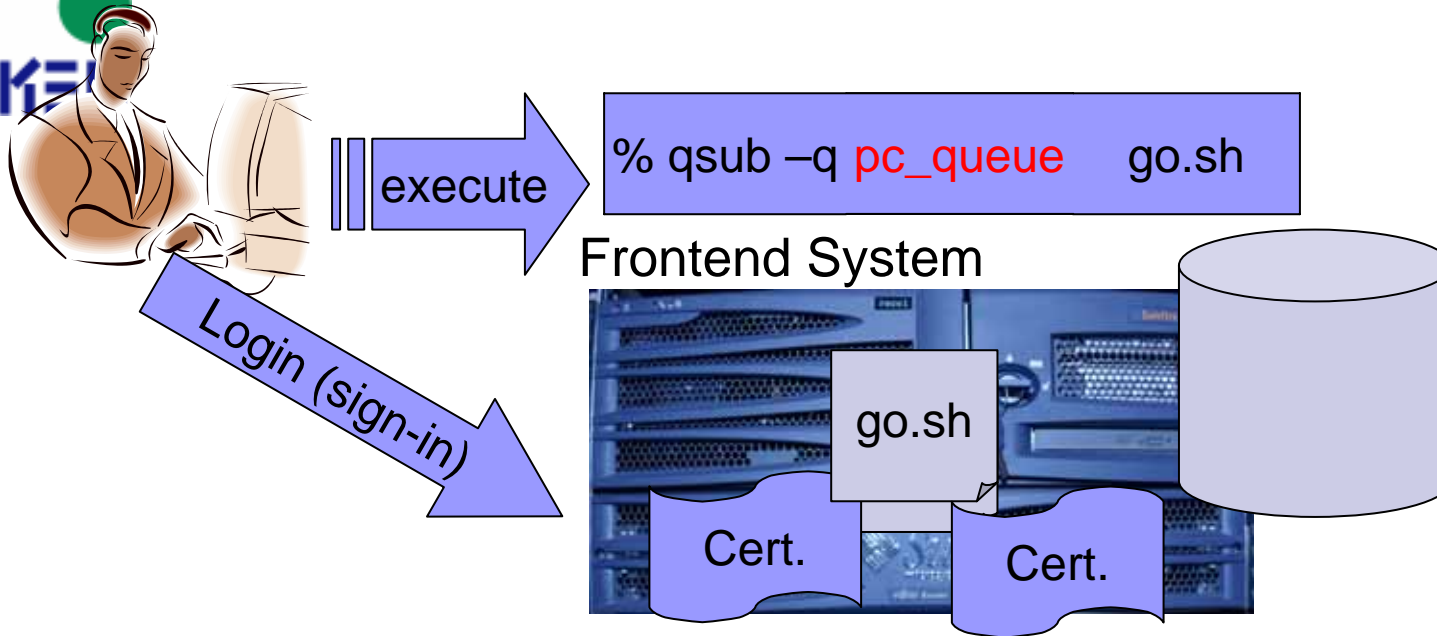 % qsub –q pc_queue go.sh
execute
Frontend System
Login (sign-in)
go.sh
Cert.
Cert.